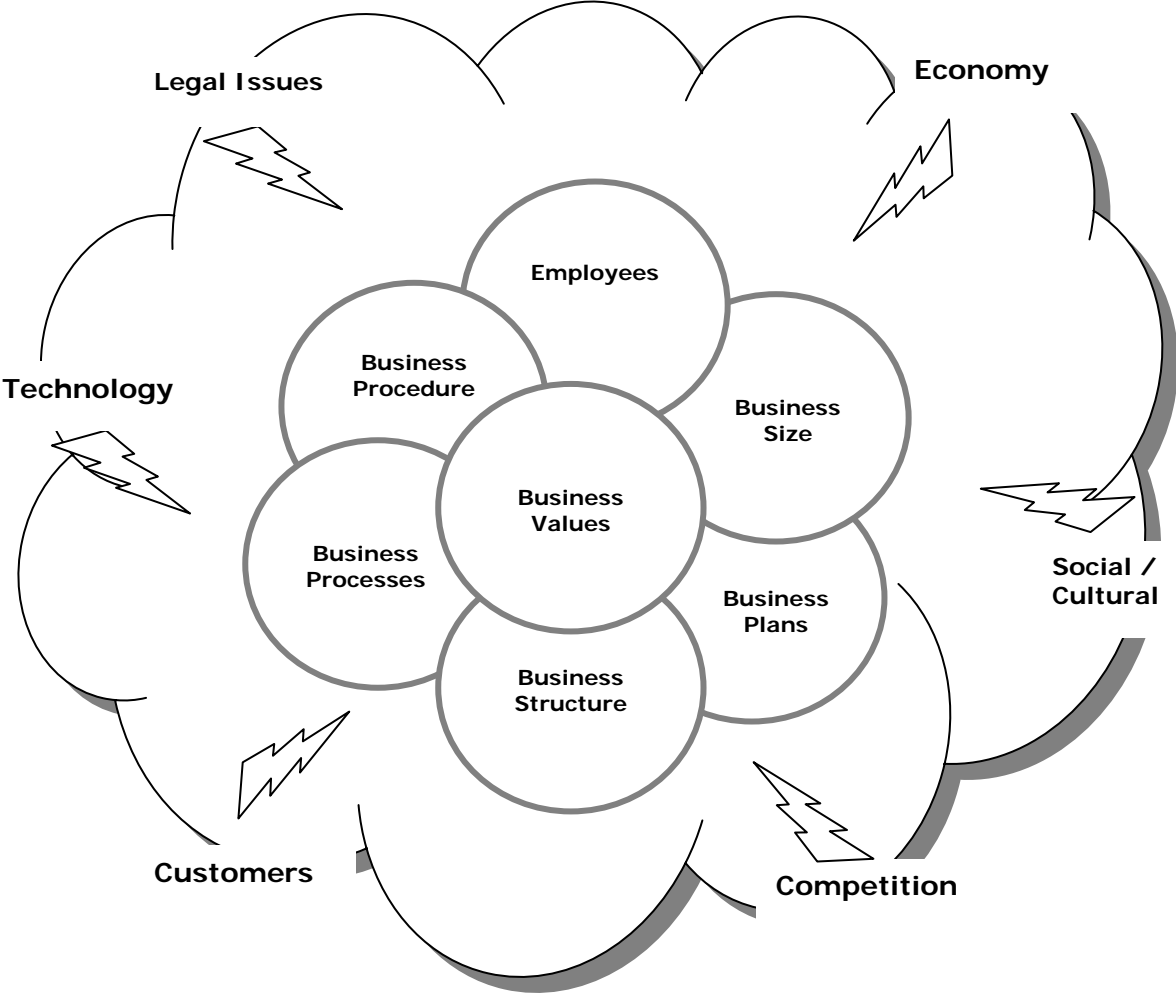 Legal Issues
Economy
Employees
Business
Procedure
Technology
Business
Size
Business
Values
Business
Processes
Social /
Cultural
Business
Plans
Business
Structure
Customers
Competition